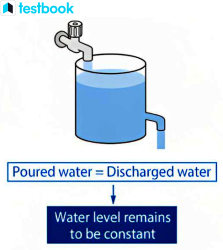 testbook
Poured water = Discharged water
Water level remains
to be constant